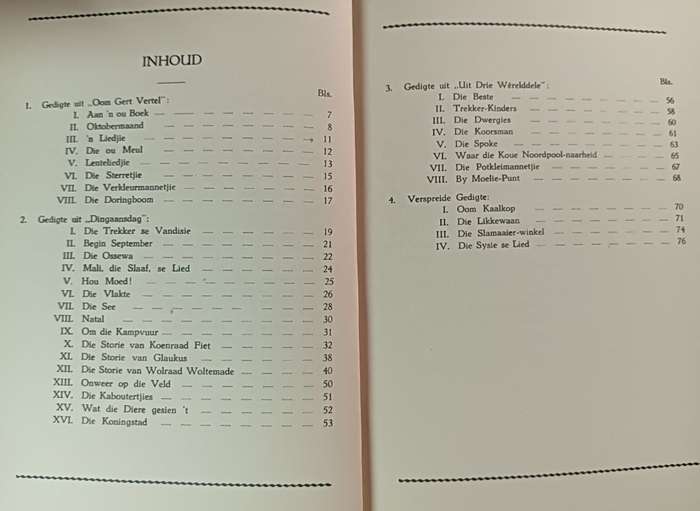 INHOUD
Bls.
1. Gedigte uit „Oom Gert Vertel":
I. Aan 'n ou Boek — — — — — — 7
II. Oktobermaand — — — — — — 8
III. 'n Liedjie — — — — — — 11
IV. Die ou Meul — — — — — — 12
V. Lenteliedjie — — — — — — 13
VI. Die Sterretjie — — — — — — 15
VII. Die Verkleurmannetjie — — — — — 16
VIII. Die Doringboom — — — — — 17
2. Gedigte uit „Dingaansdag":
I. Die Trekker se Vandisie — — — — 19
II. Begin September — — — — — 21
III. Die Ossewa — — — — — — 22
IV. Mali, die Slaaf, se Lied — — — — 24
V. Hou Moed! — — — — — — 25
VI. Die Vlakte — — — — — — 26
VII. Die See — — — — — — 28
VIII. Natal — — — — — — 30
IX. Om die Kampvuur — — — — — 31
X. Die Storie van Koenraad Piet — — — 32
XI. Die Storie van Glaukus — — — — 38
XII. Die Storie van Wolraad Woltemade — — — 40
XIII. Onweer op die Veld — — — — — 50
XIV. Die Kaboutertjies — — — — — 51
XV. Wat die Diere gesien 't — — — — 52
XVI. Die Koningstad — — — — — 53
Bls.
3. Gedigte uit „Uit Drie Wêrelddele":
I. Die Beste — — — — — — 56
II. Trekker-Kinders — — — — — 58
III. Die Dwergies — — — — — 60
IV. Die Koorsman — — — — — 61
V. Die Spoke — — — — — — 63
VI. Waar die Koue Noordpool-naarheid — — — 65
VII. Die Potkleimannetjie — — — — 67
VIII. By Moelie-Punt — — — — — 68
4. Verspreide Gedigte:
I. Oom Kaalkop — — — — — 70
II. Die Likkewaan — — — — — 71
III. Die Slamaaier-winkel — — — — 74
IV. Die Sysie se Lied — — — — — 76